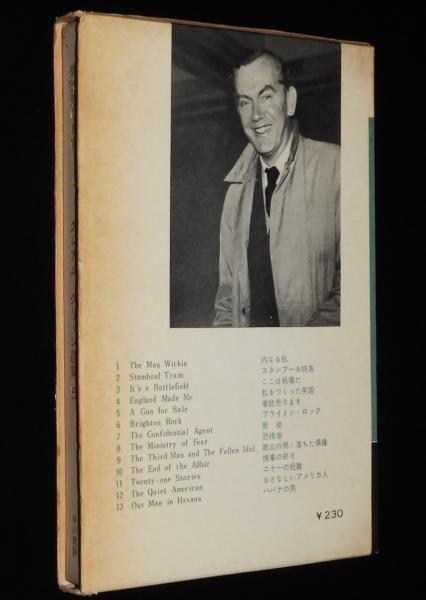 1 The Man Within 内なる私
2 Stamboul Train スタンブール特急
3 It's a Battlefield ここは戦場だ
4 England Made Me 私をつくった英国
5 A Gun for Sale 拳銃売ります
6 Brighton Rock ブライトン・ロック
7 The Confidential Agent 密 使
8 The Ministry of Fear 恐怖省
9 The Third Man and The Fallen Idol 第三の男・落ちた偶像
10 The End of the Affair 情事の終り
11 Twenty-one Stories 二十一の短篇
12 The Quiet American おとなしいアメリカ人
13 Our Man in Havana ハバナの男
¥230